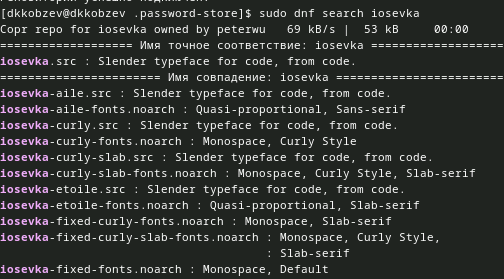 [dkkobzev@dkkobzev .password-store]$ sudo dnf search iosevka
Copr repo for iosevka owned by peterwu   69 kB/s |  53 kB     00:00
==================== Имя точное соответствие: iosevka ====================
iosevka.src : Slender typeface for code, from code.
===================== Имя совпадение: iosevka ======================
iosevka-aile.src : Slender typeface for code, from code.
iosevka-aile-fonts.noarch : Quasi-proportional, Sans-serif
iosevka-curly.src : Slender typeface for code, from code.
iosevka-curly-fonts.noarch : Monospace, Curly Style
iosevka-curly-slab.src : Slender typeface for code, from code.
iosevka-curly-slab-fonts.noarch : Monospace, Curly Style, Slab-serif
iosevka-etoile.src : Slender typeface for code, from code.
iosevka-etoile-fonts.noarch : Quasi-proportional, Slab-serif
iosevka-fixed-curly-fonts.noarch : Monospace, Slab-serif
iosevka-fixed-curly-slab-fonts.noarch : Monospace, Curly Style,
: Slab-serif
iosevka-fixed-fonts.noarch : Monospace, Default